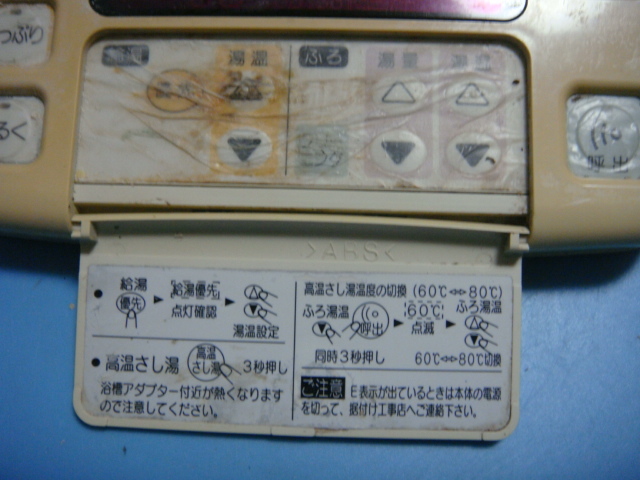 つぷり
るく
湯温
ふろ
湯量
優先
呼出
>ABS<
給湯
優先
給湯優先
点灯確認
湯温設定
高温さし湯
高温
さし湯
3秒押し
浴槽アダプター付近が熱くなります
ので注意してください。
高温さし湯温度の切換 (60℃⇔80℃)
ふろ湯温
呼出
60℃
点滅
ふろ湯温
同時3秒押し
60℃⇔80℃切換
ご注意 E表示が出ているときは本体の電源
を切って、据付け工事店へご連絡下さい。